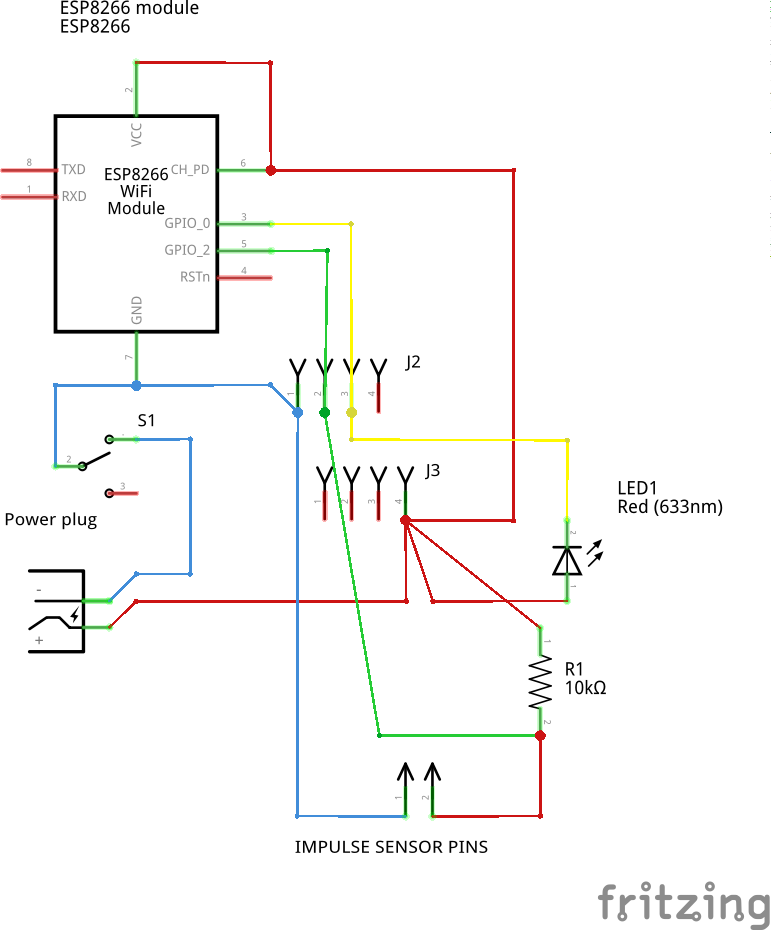 ESP8266 module
ESP8266
2
VCC
8
TXD
CH_PD
6
ESP8266
WiFi
Module
1
RXD
GPIO_0
3
GPIO_2
5
RSTn
4
GND
7
J2
1
2
3
4
S1
2
3
J3
1
2
3
4
Power plug
-
+
LED1
Red (633nm)
2
1
1
R1
10kΩ
2
1
2
IMPULSE SENSOR PINS
fritzing